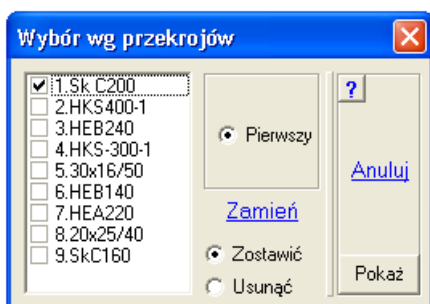 Wybór wg przekrojów
1.Sk C200
2.HKS400-1
3.HEB240
4.HKS-300-1
5.30x16/50
6.HEB140
7.HEA220
8.20x25/40
9.SkC160
Pierwszy
Zamień
Zostawić
Usunąć
?
Anuluj
Pokaż